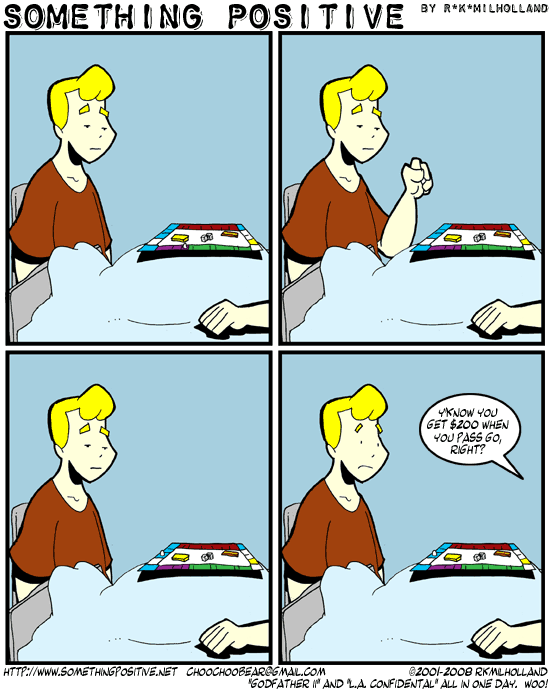 SOMETHING POSITIVE BY R*K*MILHOLLAND
Y'KNOW YOU
GET $200 WHEN
YOU PASS GO,
RIGHT?
HTTP://WWW.SOMETHINGPOSITIVE.NET CHOOCHOOBEAR@GMAIL.COM ©2001-2008 RKMILHOLLAND
"GODFATHER II" AND "L.A. CONFIDENTAL" ALL IN ONE DAY. WOO!